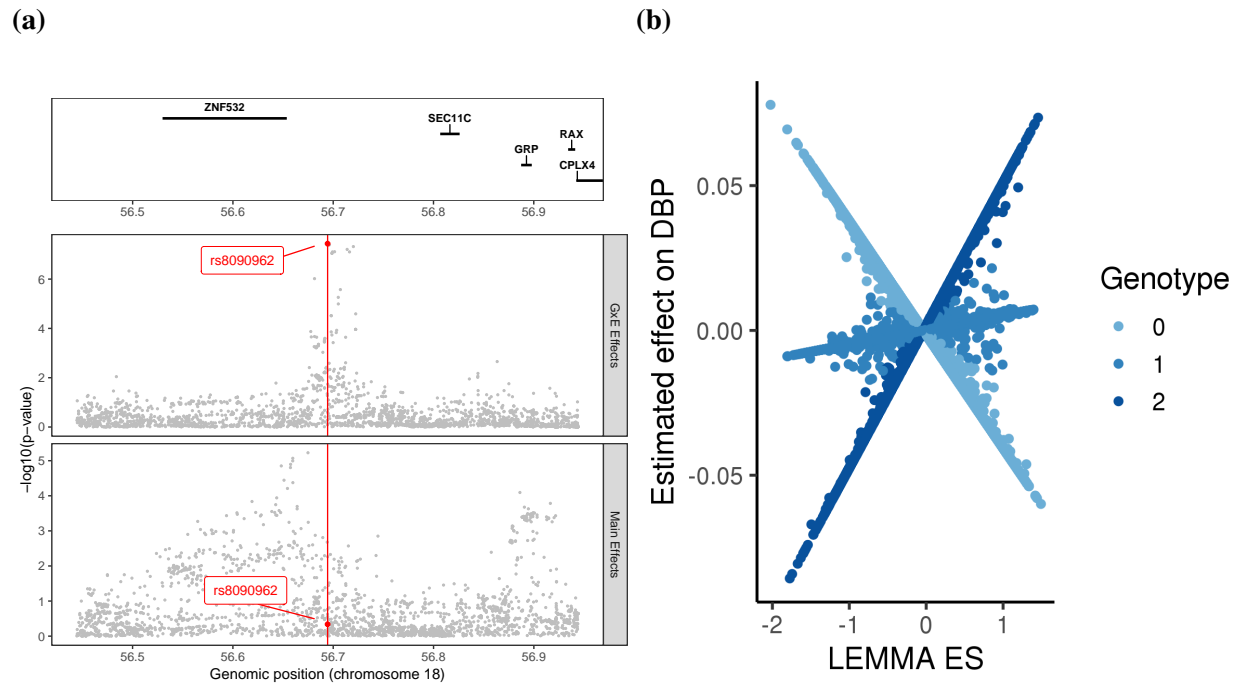 (a)
(b)
ZNF532
SEC11C
RAX
GRP
CPLX4
56.5 56.6 56.7 56.8 56.9
rs8090962
6
4
2
0
GxE Effects
−log10(p−value)
5
4
3
2
1
0
rs8090962
Main Effects
56.5 56.6 56.7 56.8 56.9
Genomic position (chromosome 18)
Estimated effect on DBP
0.05
0.00
-0.05
-2 -1 0 1
LEMMA ES
Genotype
0
1
2